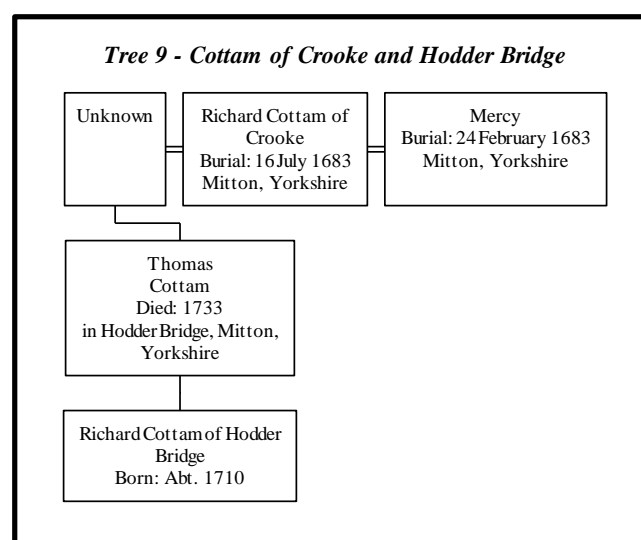 Tree 9 - Cottam of Crooke and Hodder Bridge
Unknown
Richard Cottam of
Crooke
Burial: 16 July 1683
Mitton, Yorkshire
Mercy
Burial: 24 February 1683
Mitton, Yorkshire
Thomas
Cottam
Died: 1733
in Hodder Bridge, Mitton,
Yorkshire
Richard Cottam of Hodder
Bridge
Born: Abt. 1710